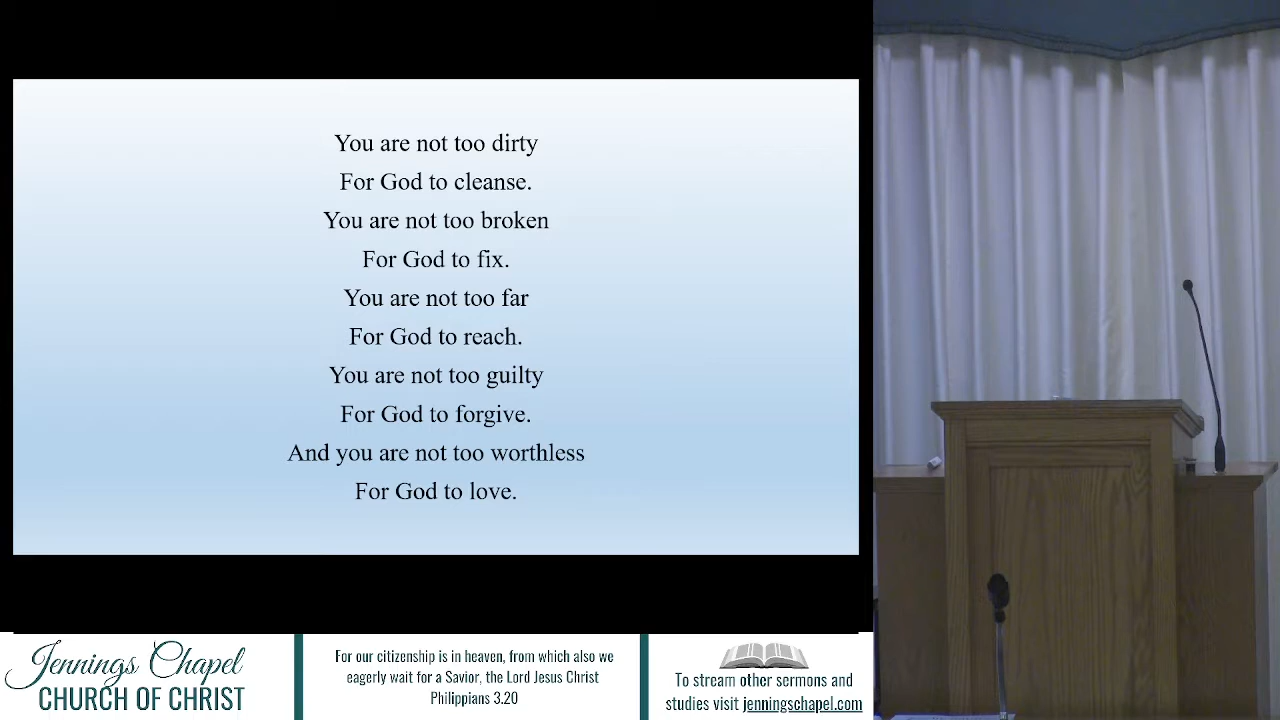 You are not too dirty
For God to cleanse.
You are not too broken
For God to fix.
You are not too far
For God to reach.
You are not too guilty
For God to forgive.
And you are not too worthless
For God to love.
Jennings Chapel
CHURCH OF CHRIST
For our citizenship is in heaven, from which also we
eagerly wait for a Savior, the Lord Jesus Christ
Philippians 3.20
To stream other sermons and
studies visit jenningschapel.com